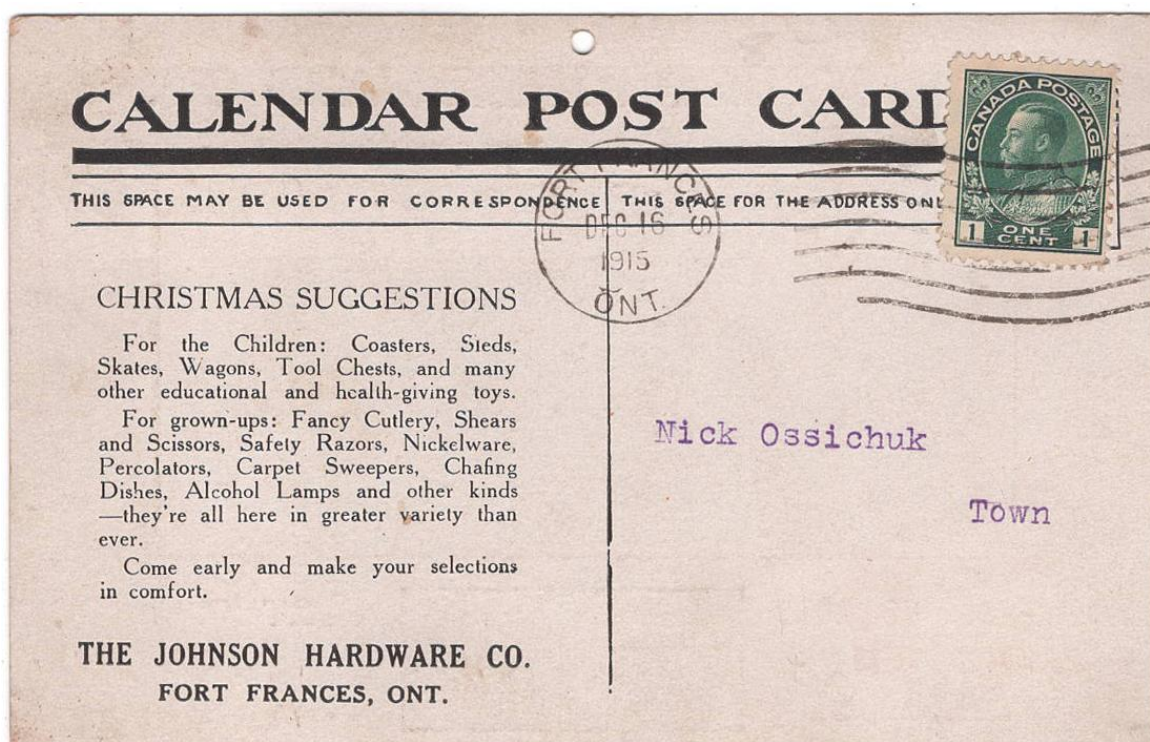 CALENDAR POST CARD
THIS SPACE MAY BE USED FOR CORRESPONDENCE
THIS SPACE FOR THE ADDRESS ONL
CANADA POSTAGE
1 ONE CENT 1
FORT FRANCES
DEC 16
1915
ONT.
CHRISTMAS SUGGESTIONS
For the Children: Coasters, Sleds,
Skates, Wagons, Tool Chests, and many
other educational and health-giving toys.
For grown-ups: Fancy Cutlery, Shears
and Scissors, Safety Razors, Nickelware,
Percolators, Carpet Sweepers, Chafing
Dishes, Alcohol Lamps and other kinds
—they're all here in greater variety than
ever.
Come early and make your selections
in comfort.
THE JOHNSON HARDWARE CO.
FORT FRANCES, ONT.
Nick Ossichuk
Town